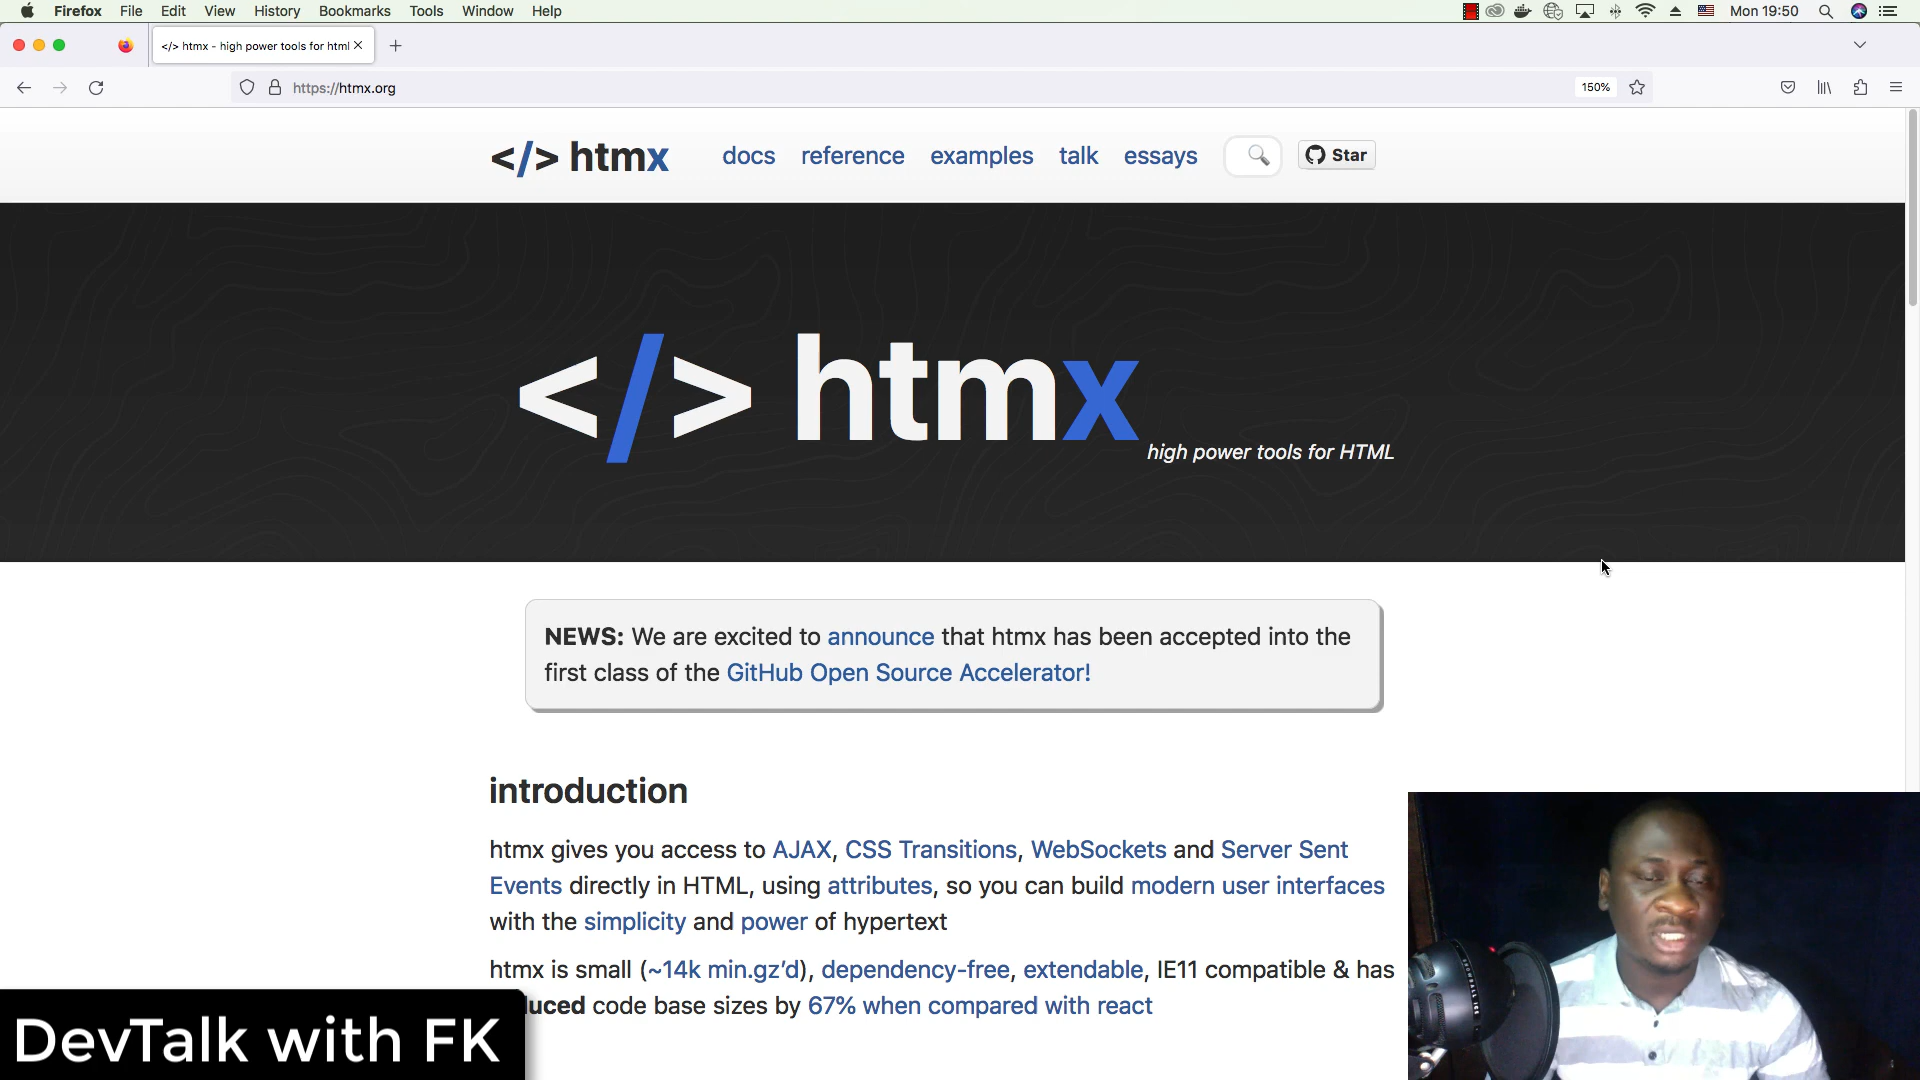 Firefox File Edit View History Bookmarks Tools Window Help Mon 19:50
</> htmx - high power tools for html
https://htmx.org 150%
</> htmx docs reference examples talk essays Star
</> htmx
high power tools for HTML
NEWS: We are excited to announce that htmx has been accepted into the
first class of the GitHub Open Source Accelerator!
introduction
htmx gives you access to AJAX, CSS Transitions, WebSockets and Server Sent
Events directly in HTML, using attributes, so you can build modern user interfaces
with the simplicity and power of hypertext
htmx is small (~14k min.gz'd), dependency-free, extendable, IE11 compatible & has
uced code base sizes by 67% when compared with react
DevTalk with FK